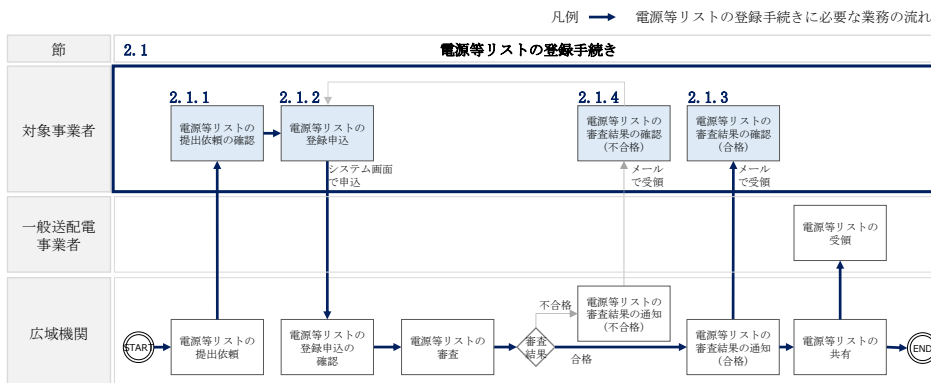 凡例 電源等リストの登録手続きに必要な業務の流れ
節 2.1 電源等リストの登録手続き
対象事業者
2.1.1
電源等リストの
提出依頼の確認
2.1.2
電源等リストの
登録申込
システム画面
で申込
2.1.4
電源等リストの
審査結果の確認
(不合格)
メール
で受領
2.1.3
電源等リストの
審査結果の確認
(合格)
メール
で受領
一般送配電
事業者
電源等リストの
受領
広域機関
START
電源等リストの
提出依頼
電源等リストの
登録申込の
確認
電源等リストの
審査
審査
結果
不合格
合格
電源等リストの
審査結果の通知
(不合格)
電源等リストの
審査結果の通知
(合格)
電源等リストの
共有
END